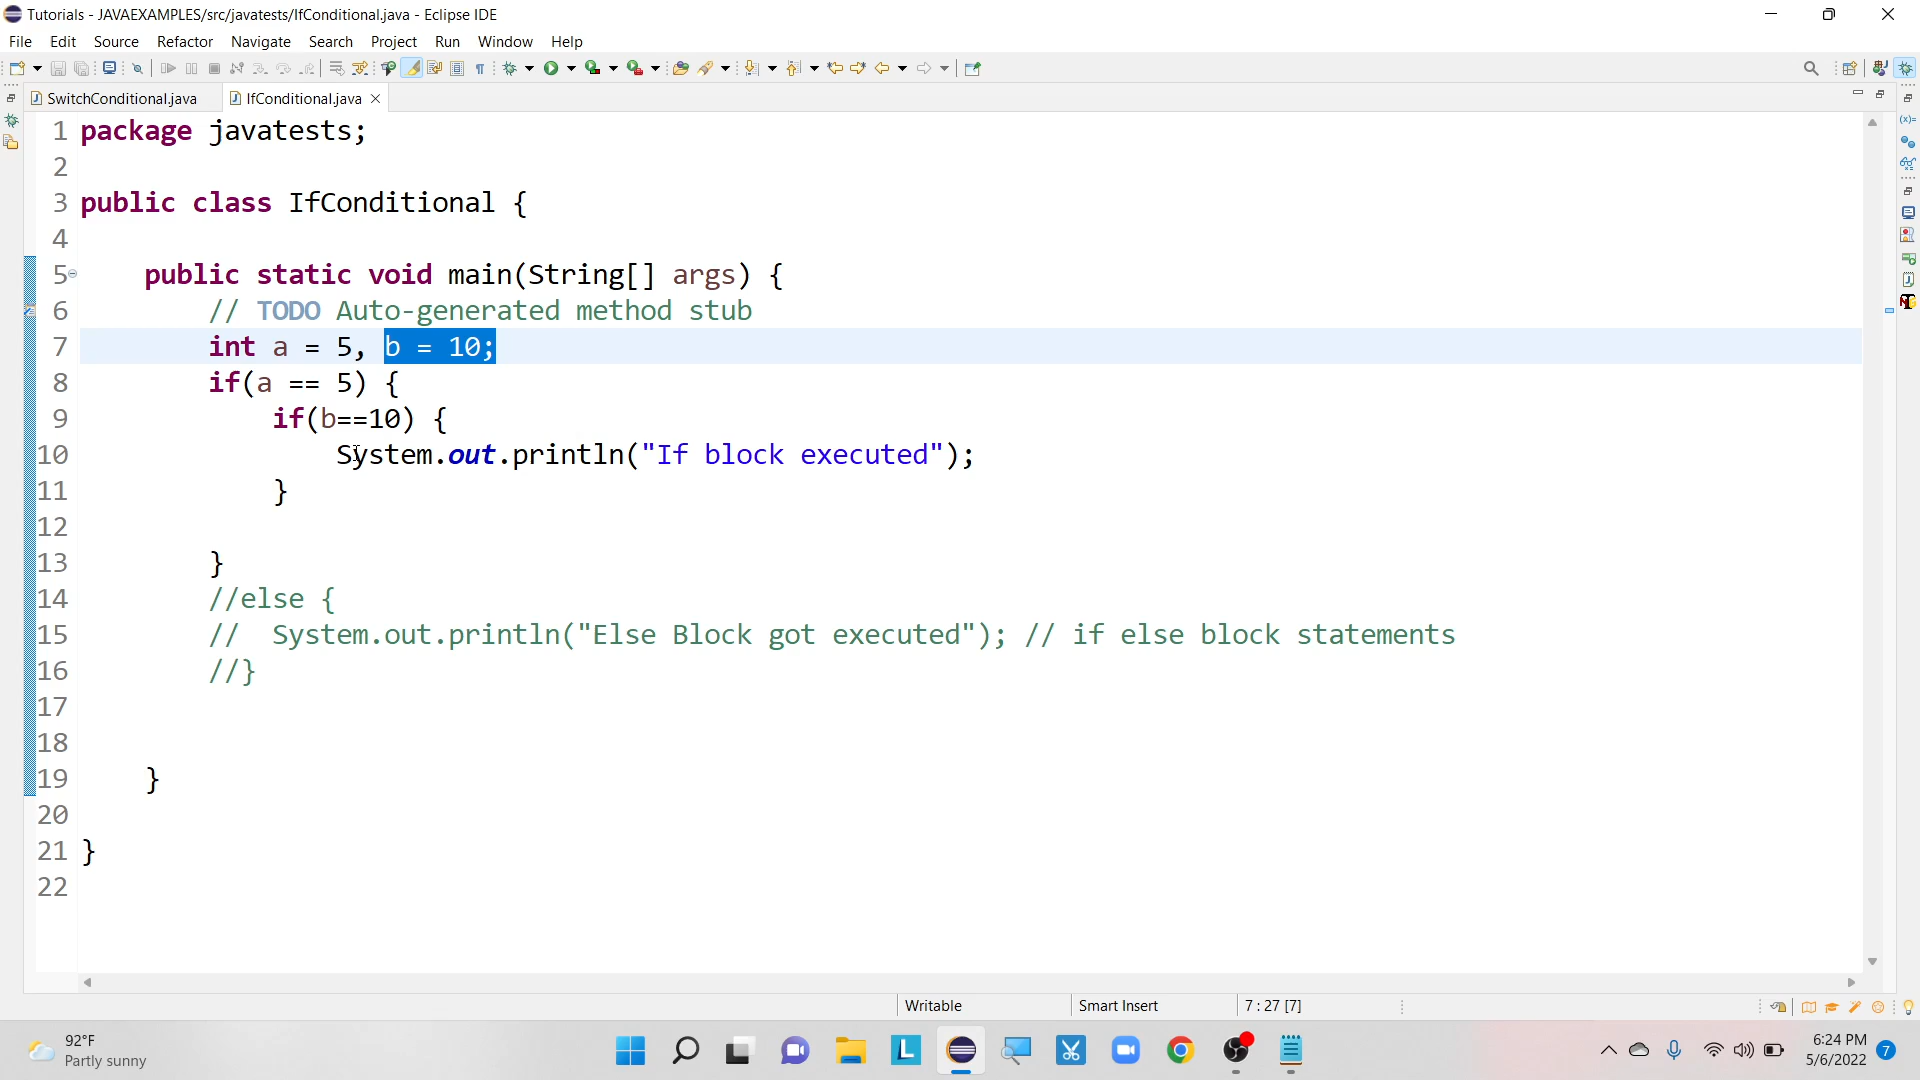 Tutorials - JAVAEXAMPLES/src/javatests/IfConditional.java - Eclipse IDE
File Edit Source Refactor Navigate Search Project Run Window Help
SwitchConditional.java IfConditional.java
1 package javatests;
2
3 public class IfConditional {
4
5 public static void main(String[] args) {
6 // TODO Auto-generated method stub
7 int a = 5, b = 10;
8 if(a == 5) {
9 if(b==10) {
10 System.out.println("If block executed");
11 }
12
13 }
14 //else {
15 // System.out.println("Else Block got executed"); // if else block statements
16 //}
17
18
19 }
20
21 }
22
Writable Smart Insert 7 : 27 [7]
92°F
Partly sunny
6:24 PM
5/6/2022 7